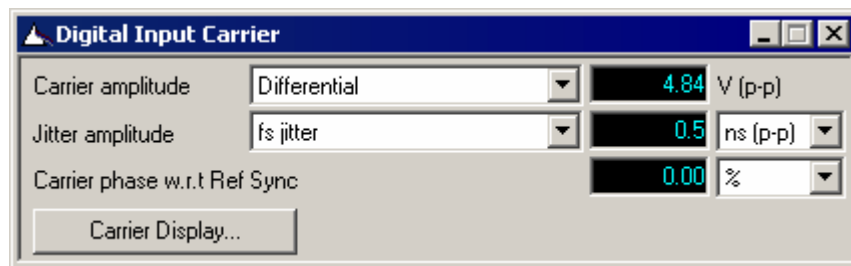 Digital Input Carrier
Carrier amplitude Differential 4.84 V (p-p)
Jitter amplitude fs jitter 0.5 ns (p-p)
Carrier phase w.r.t Ref Sync 0.00 %
Carrier Display...